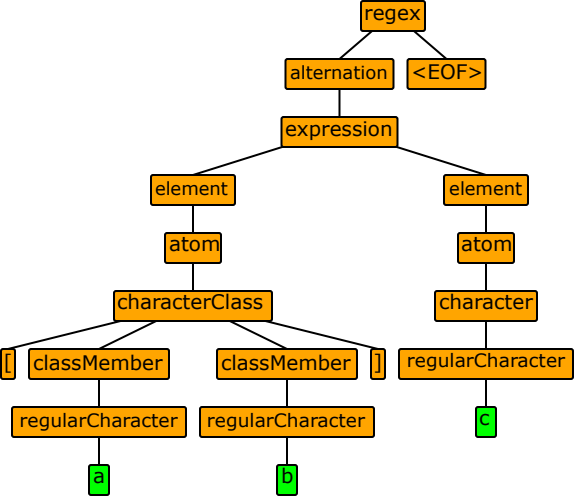 regex
alternation <EOF>
expression
element element
atom atom
characterClass character
[ classMember classMember ] regularCharacter
regularCharacter regularCharacter c
a b